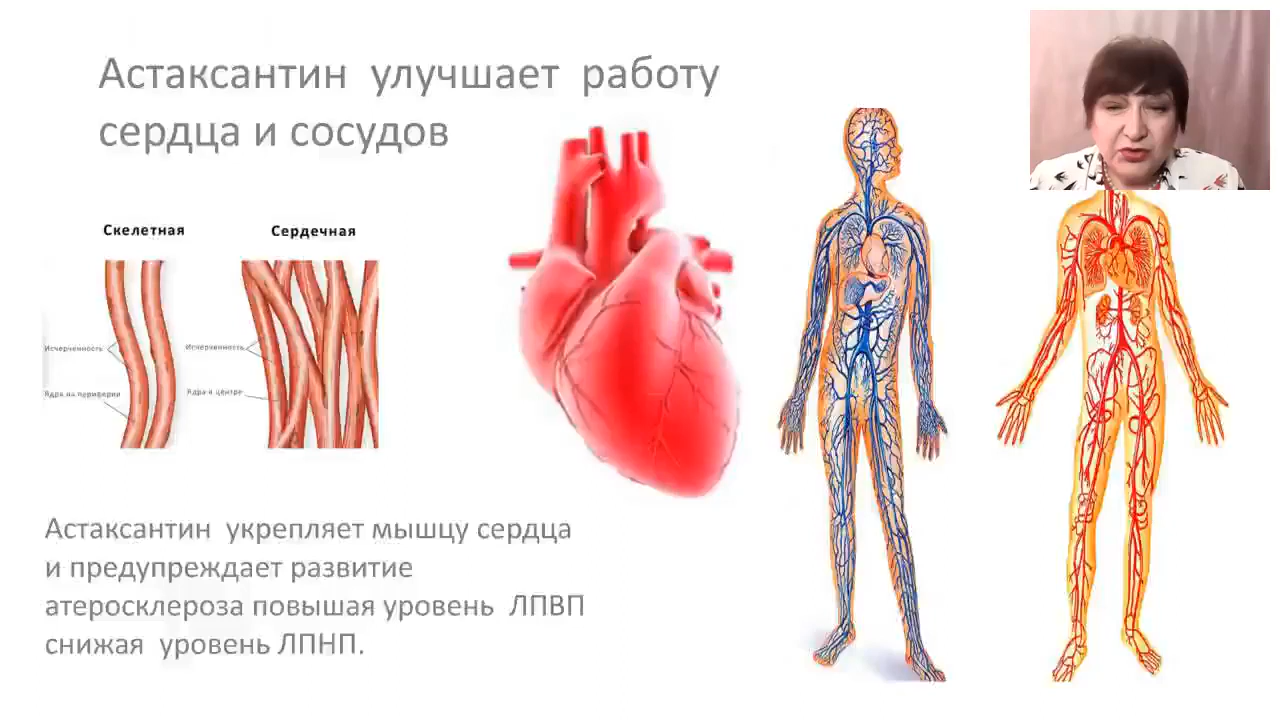 Астаксантин улучшает работу
сердца и сосудов
Скелетная
Сердечная
Исчерченность
Исчерченность
Ядра на периферии
Ядра в центре
Астаксантин укрепляет мышцу сердца
и предупреждает развитие
атеросклероза повышая уровень ЛПВП
снижая уровень ЛПНП.